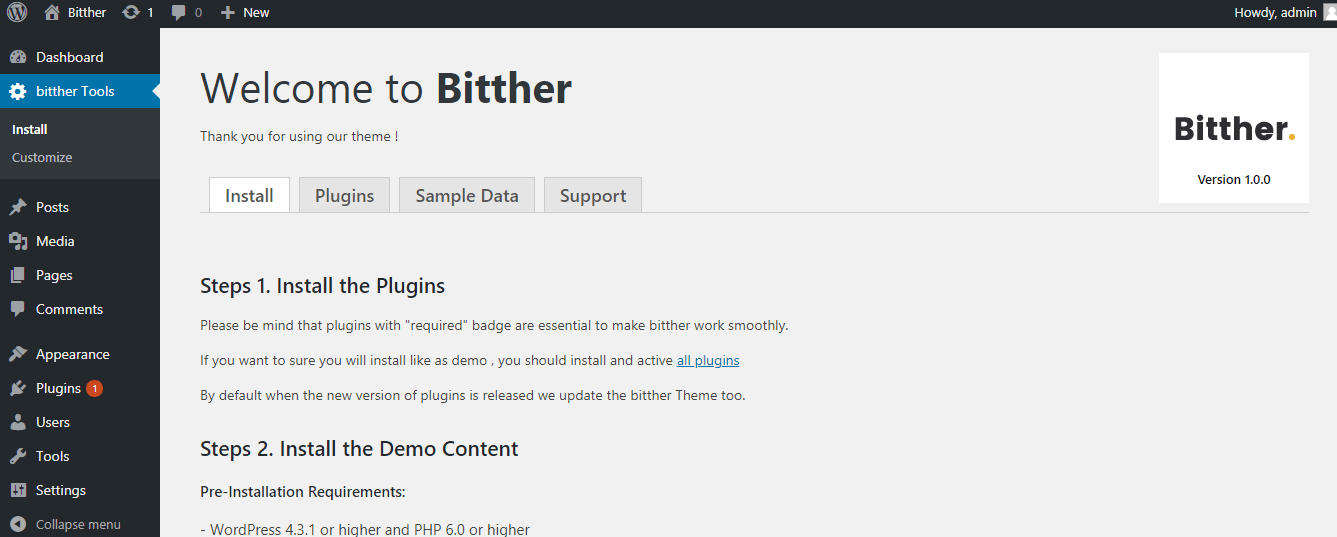 Bitther 1 0 New Howdy, admin
Dashboard
bitther Tools
Install
Customize
Posts
Media
Pages
Comments
Appearance
Plugins 1
Users
Tools
Settings
Collapse menu
Welcome to Bitther
Thank you for using our theme !
Bitther.
Version 1.0.0
Install Plugins Sample Data Support
Steps 1. Install the Plugins
Please be mind that plugins with "required" badge are essential to make bitther work smoothly.
If you want to sure you will install like as demo , you should install and active all plugins
By default when the new version of plugins is released we update the bitther Theme too.
Steps 2. Install the Demo Content
Pre-Installation Requirements:
- WordPress 4.3.1 or higher and PHP 6.0 or higher